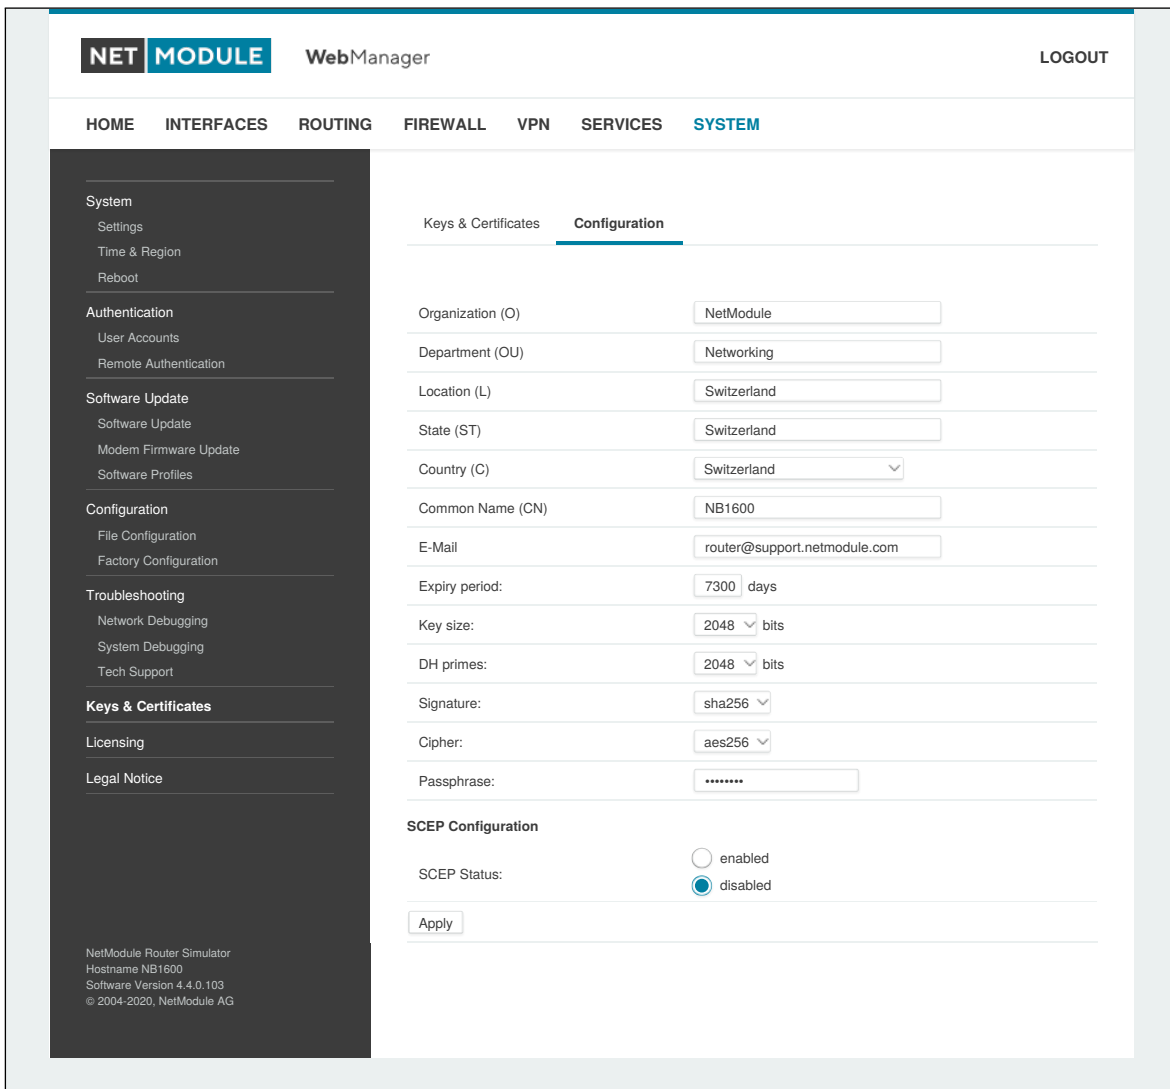 NET MODULE WebManager LOGOUT
HOME INTERFACES ROUTING FIREWALL VPN SERVICES SYSTEM
System
Settings
Time & Region
Reboot
Authentication
User Accounts
Remote Authentication
Software Update
Software Update
Modem Firmware Update
Software Profiles
Configuration
File Configuration
Factory Configuration
Troubleshooting
Network Debugging
System Debugging
Tech Support
Keys & Certificates
Licensing
Legal Notice
NetModule Router Simulator
Hostname NB1600
Software Version 4.4.0.103
© 2004-2020, NetModule AG
Keys & Certificates Configuration
Organization (O) NetModule
Department (OU) Networking
Location (L) Switzerland
State (ST) Switzerland
Country (C) Switzerland
Common Name (CN) NB1600
E-Mail router@support.netmodule.com
Expiry period: 7300 days
Key size: 2048 bits
DH primes: 2048 bits
Signature: sha256
Cipher: aes256
Passphrase: ••••••••
SCEP Configuration
SCEP Status: enabled
disabled
Apply